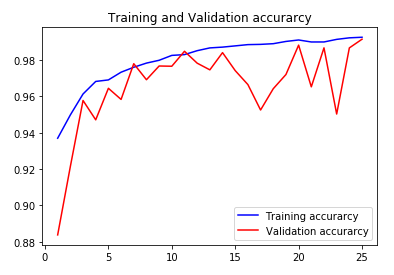 Training and Validation accurarcy
0.98
0.96
0.94
0.92
0.90
0.88
Training accurarcy
Validation accurarcy
0 5 10 15 20 25